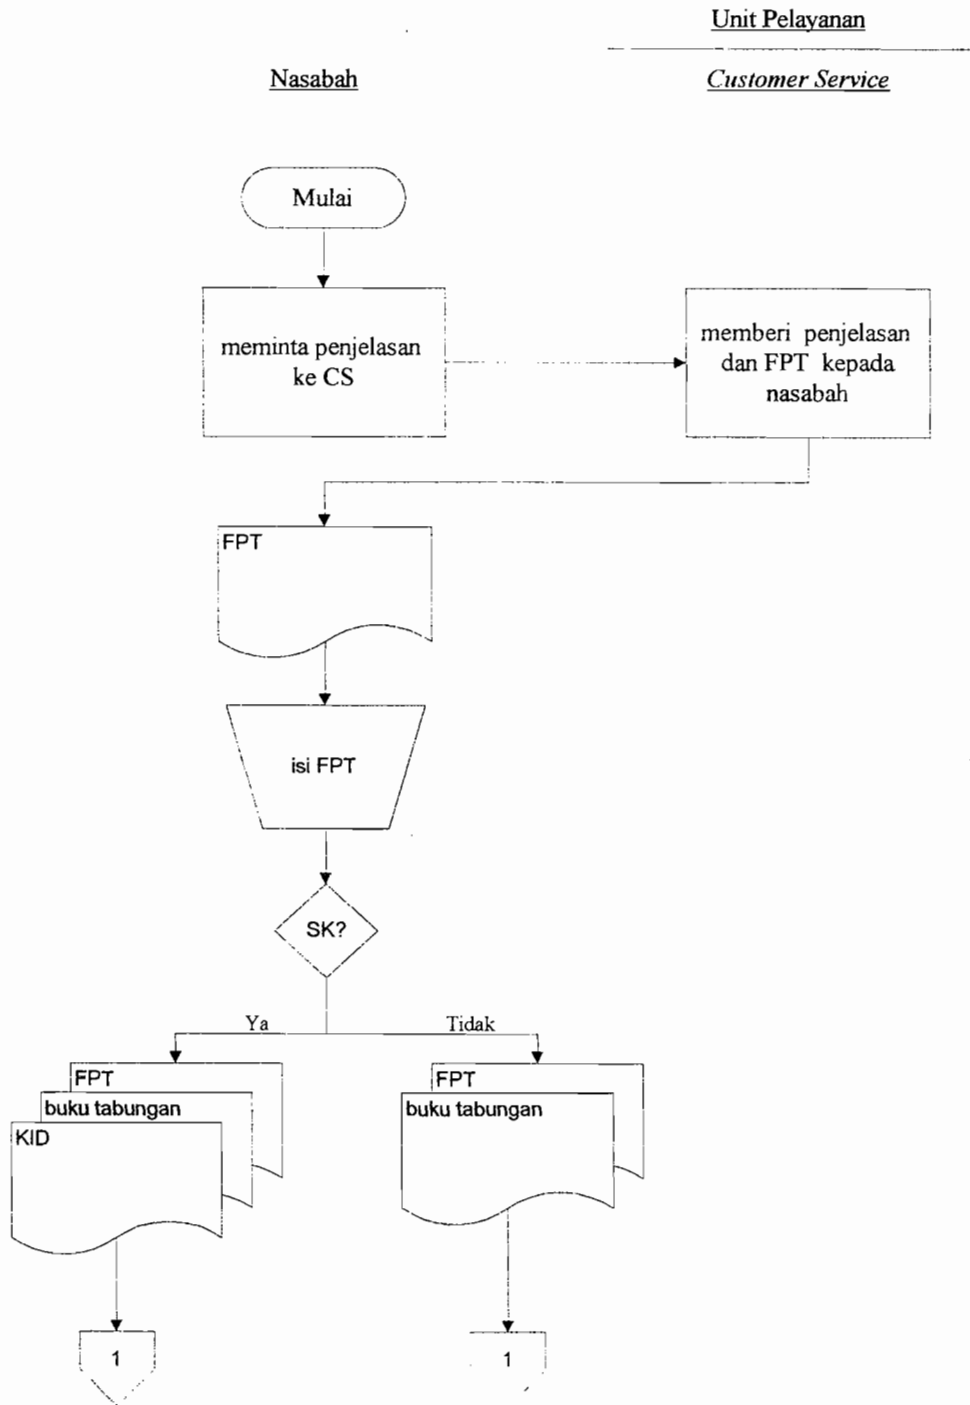 Unit Pelayanan
Nasabah
Customer Service
Mulai
meminta penjelasan
ke CS
memberi penjelasan
dan FPT kepada
nasabah
FPT
isi FPT
SK?
Ya
Tidak
FPT
buku tabungan
KID
FPT
buku tabungan
1
1